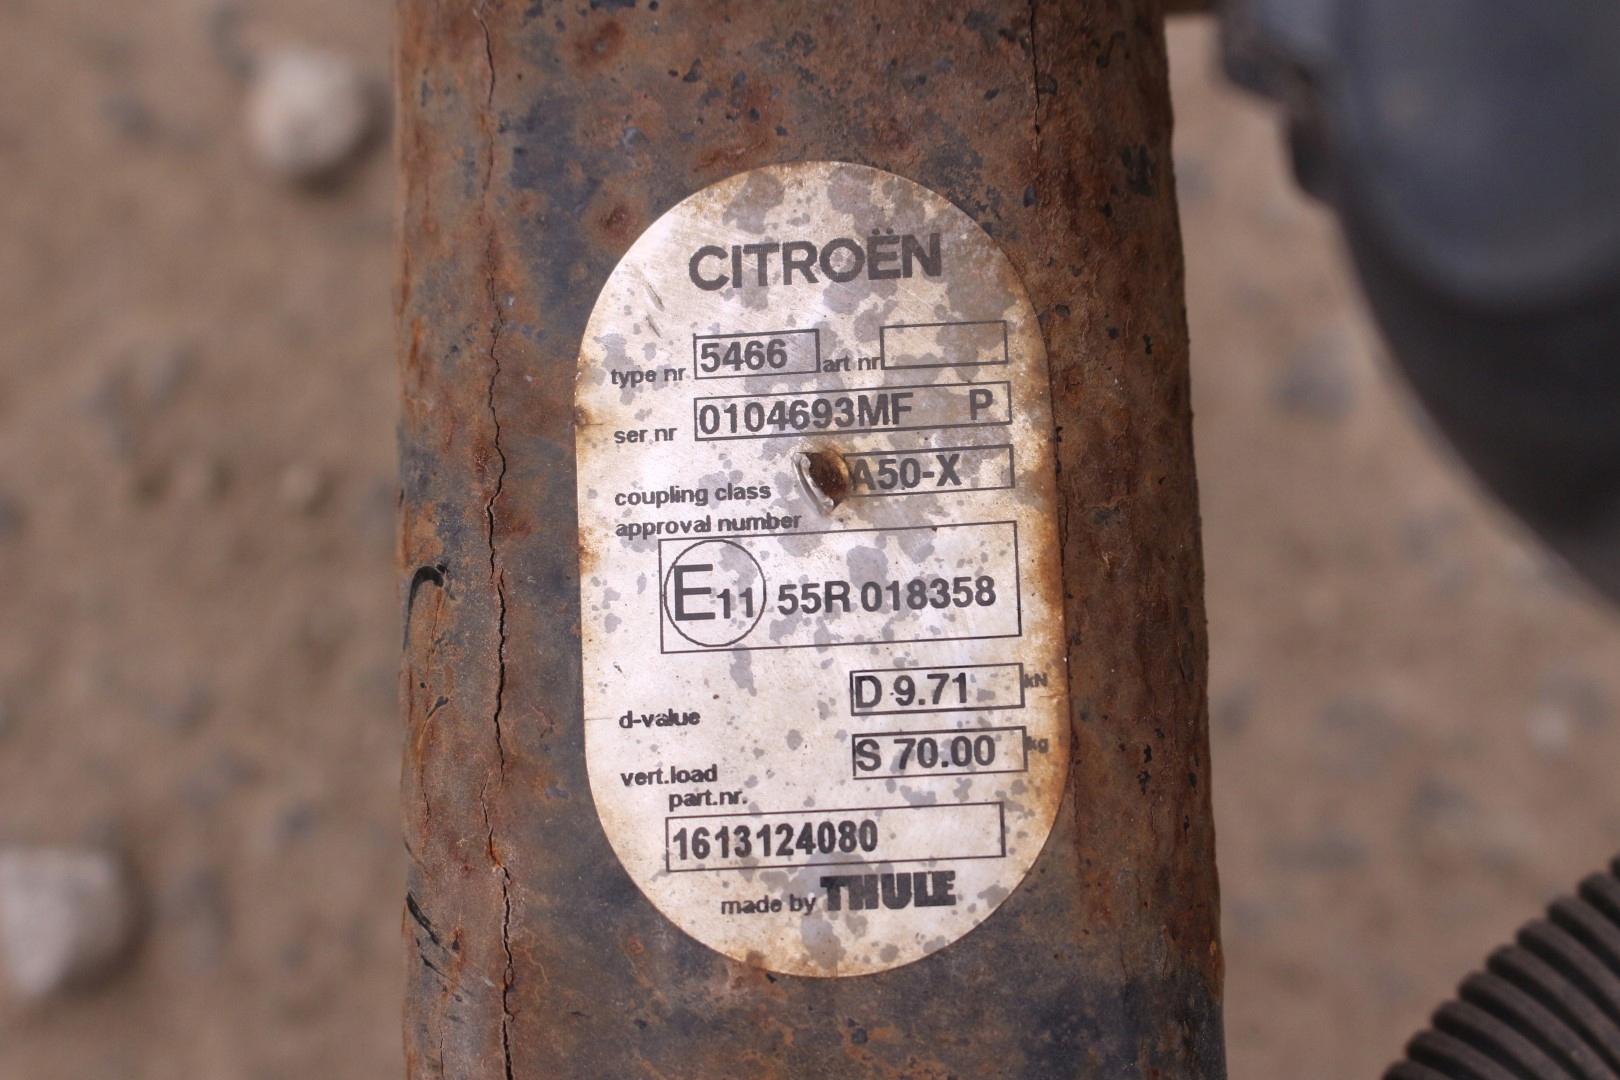 CITROËN
type nr 5466 art nr
ser nr 0104693MF P
coupling class A50-X
approval number
E11 55R 018358
d-value D 9.71 kN
vert.load S 70.00 kg
part.nr.
1613124080
made by THULE